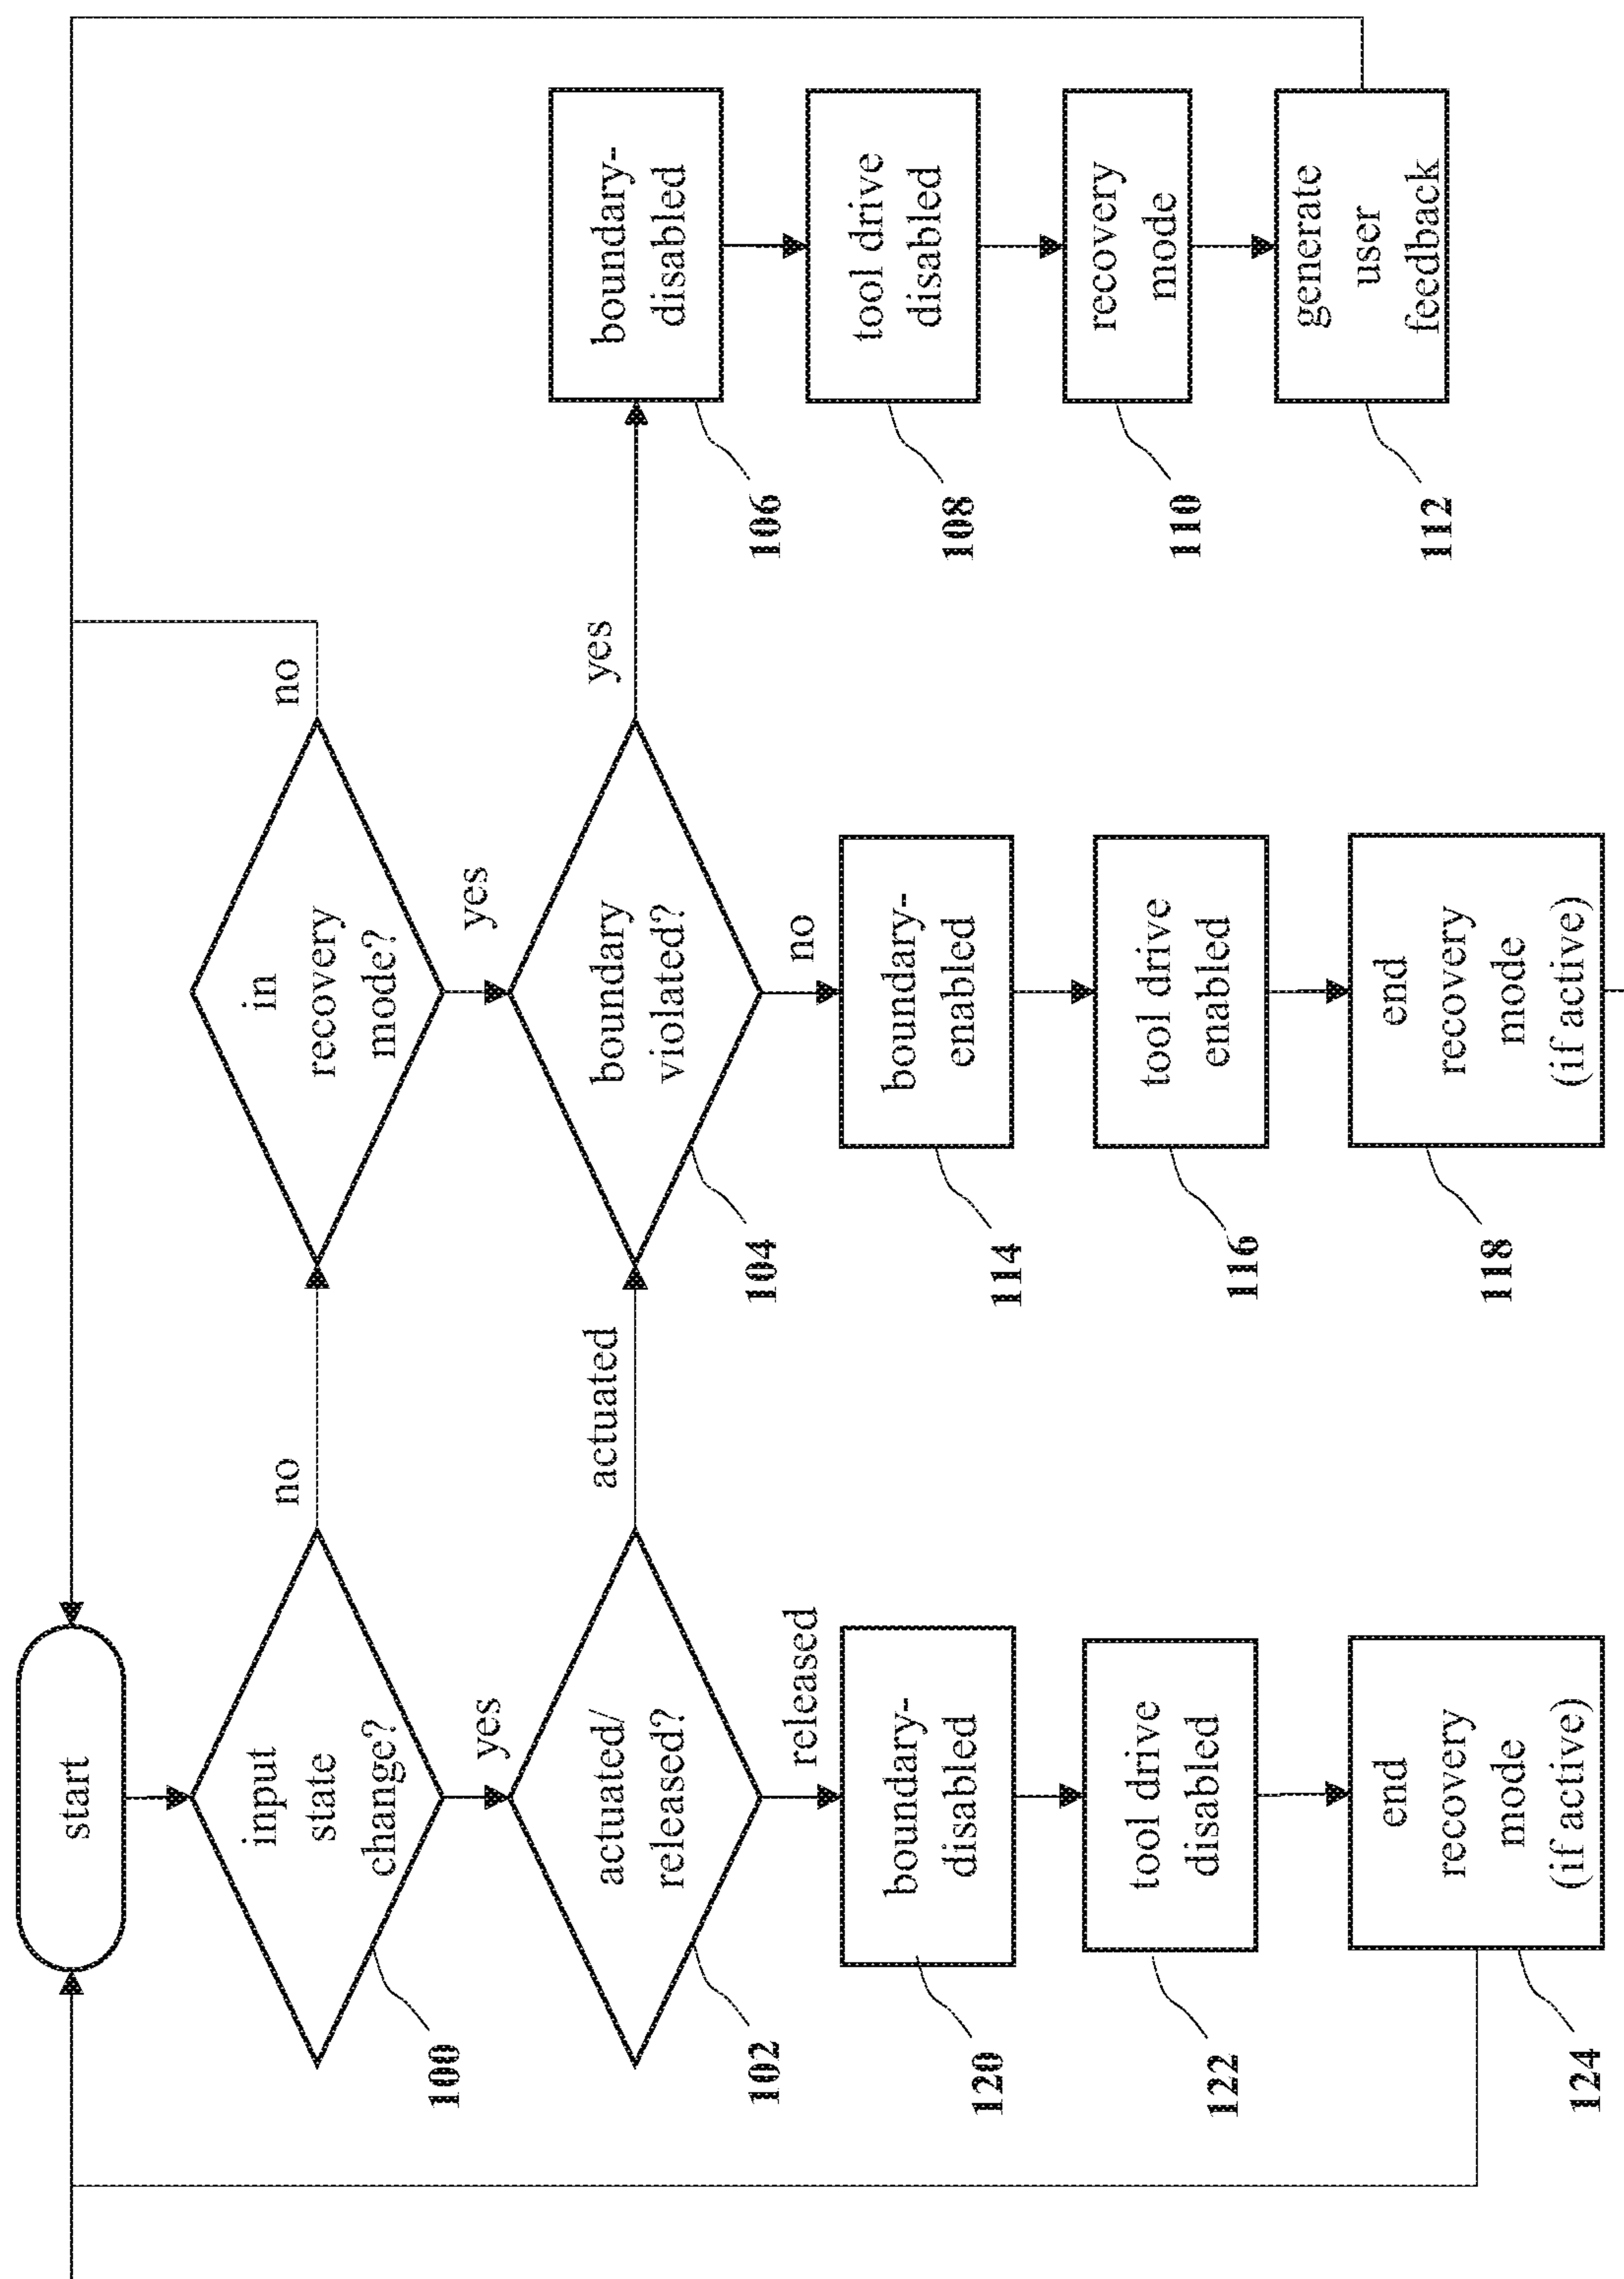 start
input
state
change?
100
no
in
recovery
mode?
no
yes
yes
actuated/
released?
102
actuated
boundary
violated?
104
yes
boundary-
disabled
106
tool drive
disabled
108
recovery
mode
110
generate
user
feedback
112
released
boundary-
disabled
120
tool drive
disabled
122
end
recovery
mode
(if active)
124
no
boundary-
enabled
114
tool drive
enabled
116
end
recovery
mode
(if active)
118